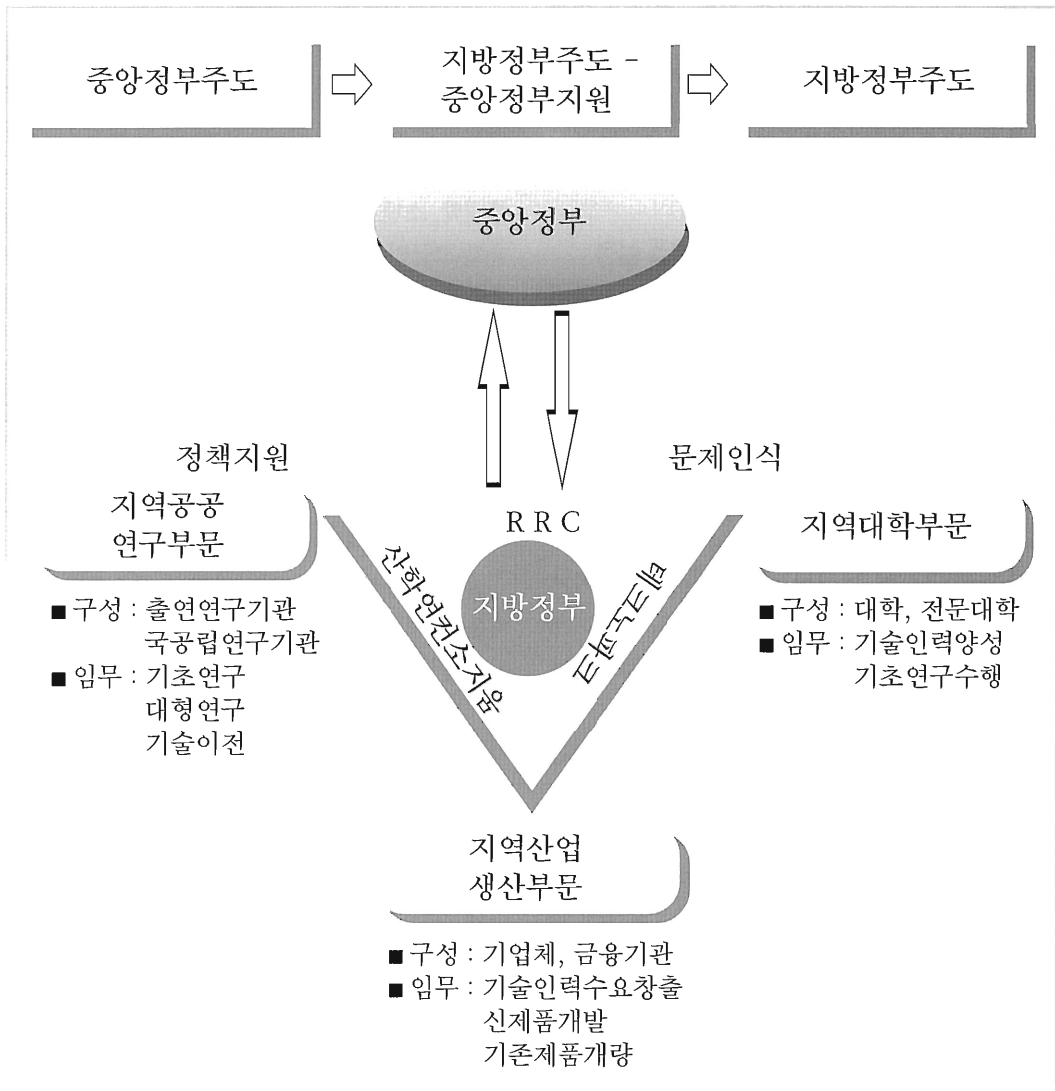 중앙정부주도
지방정부주도 -
중앙정부지원
지방정부주도
중앙정부
정책지원
문제인식
지역공공
연구부문
■ 구성 : 출연연구기관
국공립연구기관
■ 임무 : 기초연구
대형연구
기술이전
RRC
산학연컨소지움
지방정부
테크노파크
지역대학부문
■ 구성 : 대학, 전문대학
■ 임무 : 기술인력양성
기초연구수행
지역산업
생산부문
■ 구성 : 기업체, 금융기관
■ 임무 : 기술인력수요창출
신제품개발
기존제품개량